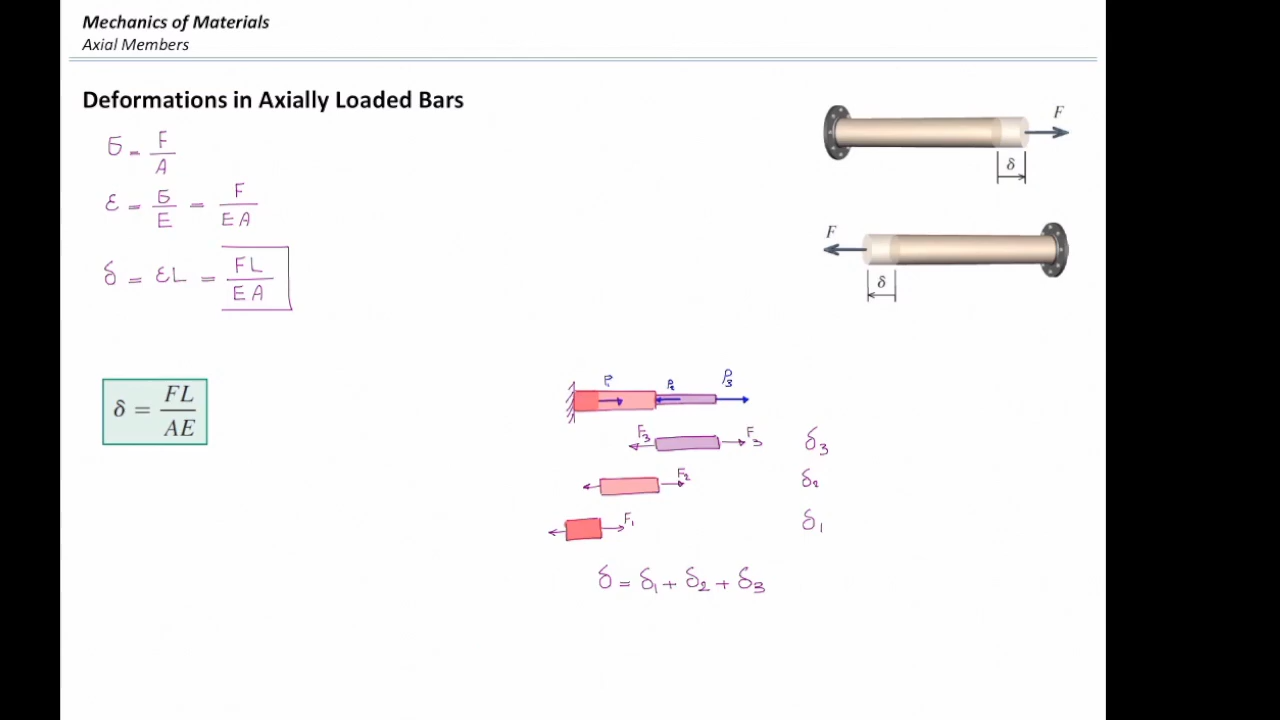 Mechanics of Materials
Axial Members
Deformations in Axially Loaded Bars
σ = F/A
ε = σ/E = F/EA
δ = εL = FL/EA
F
δ
F
δ
δ = FL/AE
P₂ P₃
F₃ F₃ δ₃
F₂ δ₂
F₁ δ₁
δ = δ₁ + δ₂ + δ₃